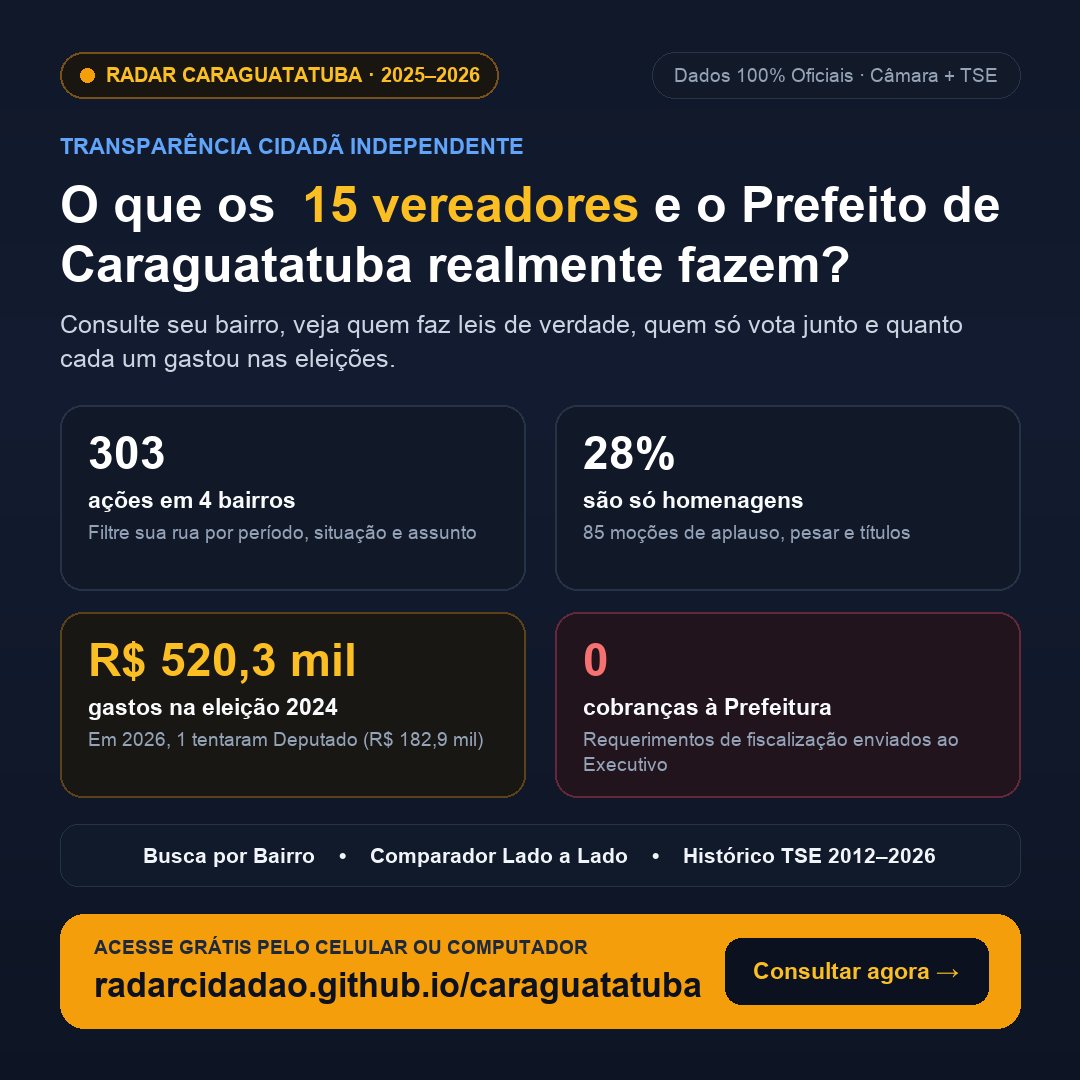 RADAR CARAGUATATUBA · 2025–2026
Dados 100% Oficiais · Câmara + TSE
TRANSPARÊNCIA CIDADÃ INDEPENDENTE
O que os 15 vereadores e o Prefeito de
Caraguatatuba realmente fazem?
Consulte seu bairro, veja quem faz leis de verdade, quem só vota junto e quanto
cada um gastou nas eleições.
303
ações em 4 bairros
Filtre sua rua por período, situação e assunto
28%
são só homenagens
85 moções de aplauso, pesar e títulos
R$ 520,3 mil
gastos na eleição 2024
Em 2026, 1 tentaram Deputado (R$ 182,9 mil)
0
cobranças à Prefeitura
Requerimentos de fiscalização enviados ao
Executivo
Busca por Bairro • Comparador Lado a Lado • Histórico TSE 2012–2026
ACESSE GRÁTIS PELO CELULAR OU COMPUTADOR
radarcidadao.github.io/caraguatatuba
Consultar agora →